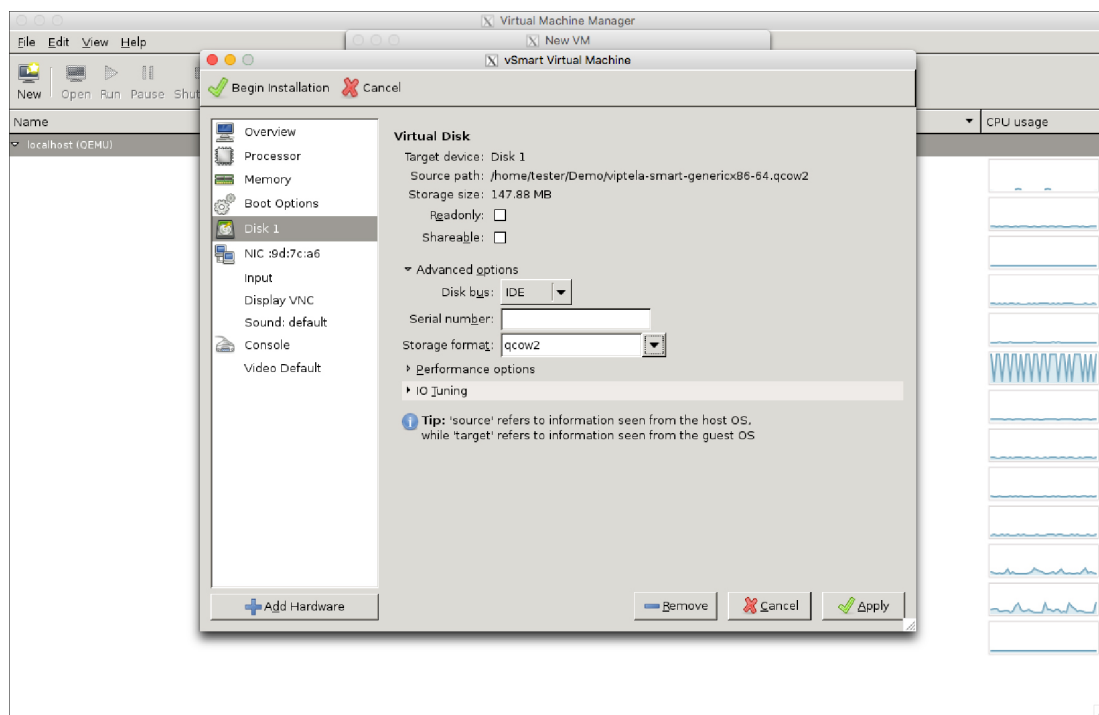 Virtual Machine Manager
File Edit View Help
New VM
vSmart Virtual Machine
New Open Run Pause Shut
Begin Installation Cancel
Name
CPU usage
localhost (QEMU)
Overview
Processor
Memory
Boot Options
Disk 1
NIC :9d:7c:a6
Input
Display VNC
Sound: default
Console
Video Default
Add Hardware
Virtual Disk
Target device: Disk 1
Source path: /home/tester/Demo/viptela-smart-genericx86-64.qcow2
Storage size: 147.88 MB
Readonly:
Shareable:
Advanced options
Disk bus: IDE
Serial number:
Storage format: qcow2
Performance options
IO Tuning
Tip: 'source' refers to information seen from the host OS,
while 'target' refers to information seen from the guest OS
Remove Cancel Apply